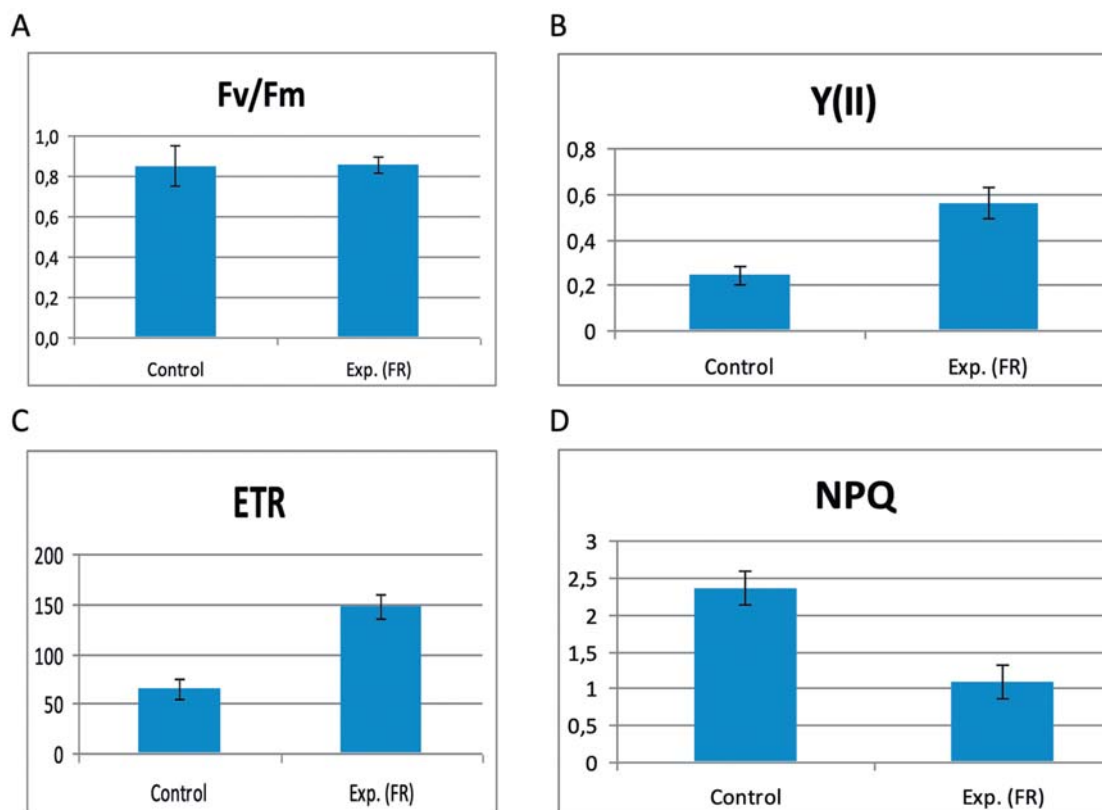 A
Fv/Fm
1,0
0,8
0,6
0,4
0,2
0,0
Control Exp. (FR)
B
Y(II)
0,8
0,6
0,4
0,2
0
Control Exp. (FR)
C
ETR
200
150
100
50
0
Control Exp. (FR)
D
NPQ
3
2,5
2
1,5
1
0,5
0
Control Exp. (FR)